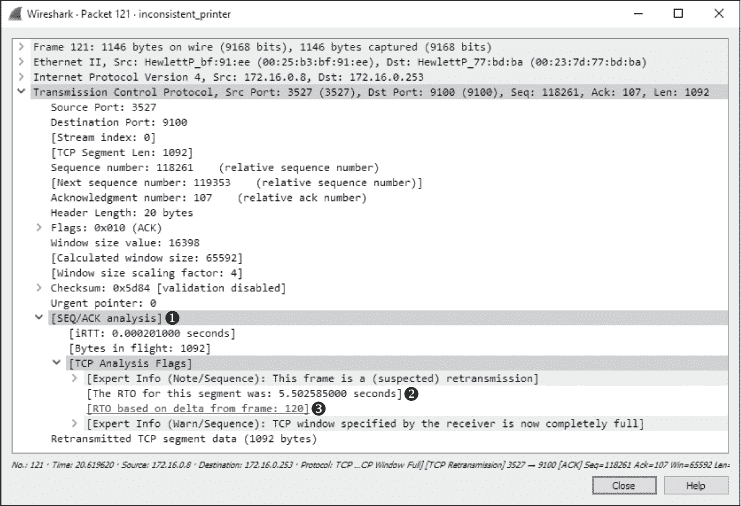 Wireshark · Packet 121 · inconsistent_printer
Frame 121: 1146 bytes on wire (9168 bits), 1146 bytes captured (9168 bits)
Ethernet II, Src: HewlettP_bf:91:ee (00:25:b3:bf:91:ee), Dst: HewlettP_77:bd:ba (00:23:7d:77:bd:ba)
Internet Protocol Version 4, Src: 172.16.0.8, Dst: 172.16.0.253
Transmission Control Protocol, Src Port: 3527 (3527), Dst Port: 9100 (9100), Seq: 118261, Ack: 107, Len: 1092
Source Port: 3527
Destination Port: 9100
[Stream index: 0]
[TCP Segment Len: 1092]
Sequence number: 118261 (relative sequence number)
[Next sequence number: 119353 (relative sequence number)]
Acknowledgment number: 107 (relative ack number)
Header Length: 20 bytes
Flags: 0x010 (ACK)
Window size value: 16398
[Calculated window size: 65592]
[Window size scaling factor: 4]
Checksum: 0x5d84 [validation disabled]
Urgent pointer: 0
[SEQ/ACK analysis] ❶
[iRTT: 0.000201000 seconds]
[Bytes in flight: 1092]
[TCP Analysis Flags]
[Expert Info (Note/Sequence): This frame is a (suspected) retransmission]
[The RTO for this segment was: 5.502585000 seconds] ❷
[RTO based on delta from frame: 120] ❸
[Expert Info (Warn/Sequence): TCP window specified by the receiver is now completely full]
Retransmitted TCP segment data (1092 bytes)
No.: 121 · Time: 20.619620 · Source: 172.16.0.8 · Destination: 172.16.0.253 · Protocol: TCP ...CP Window Full] [TCP Retransmission] 3527 → 9100 [ACK] Seq=118261 Ack=107 Win=65592 Len=
Close Help